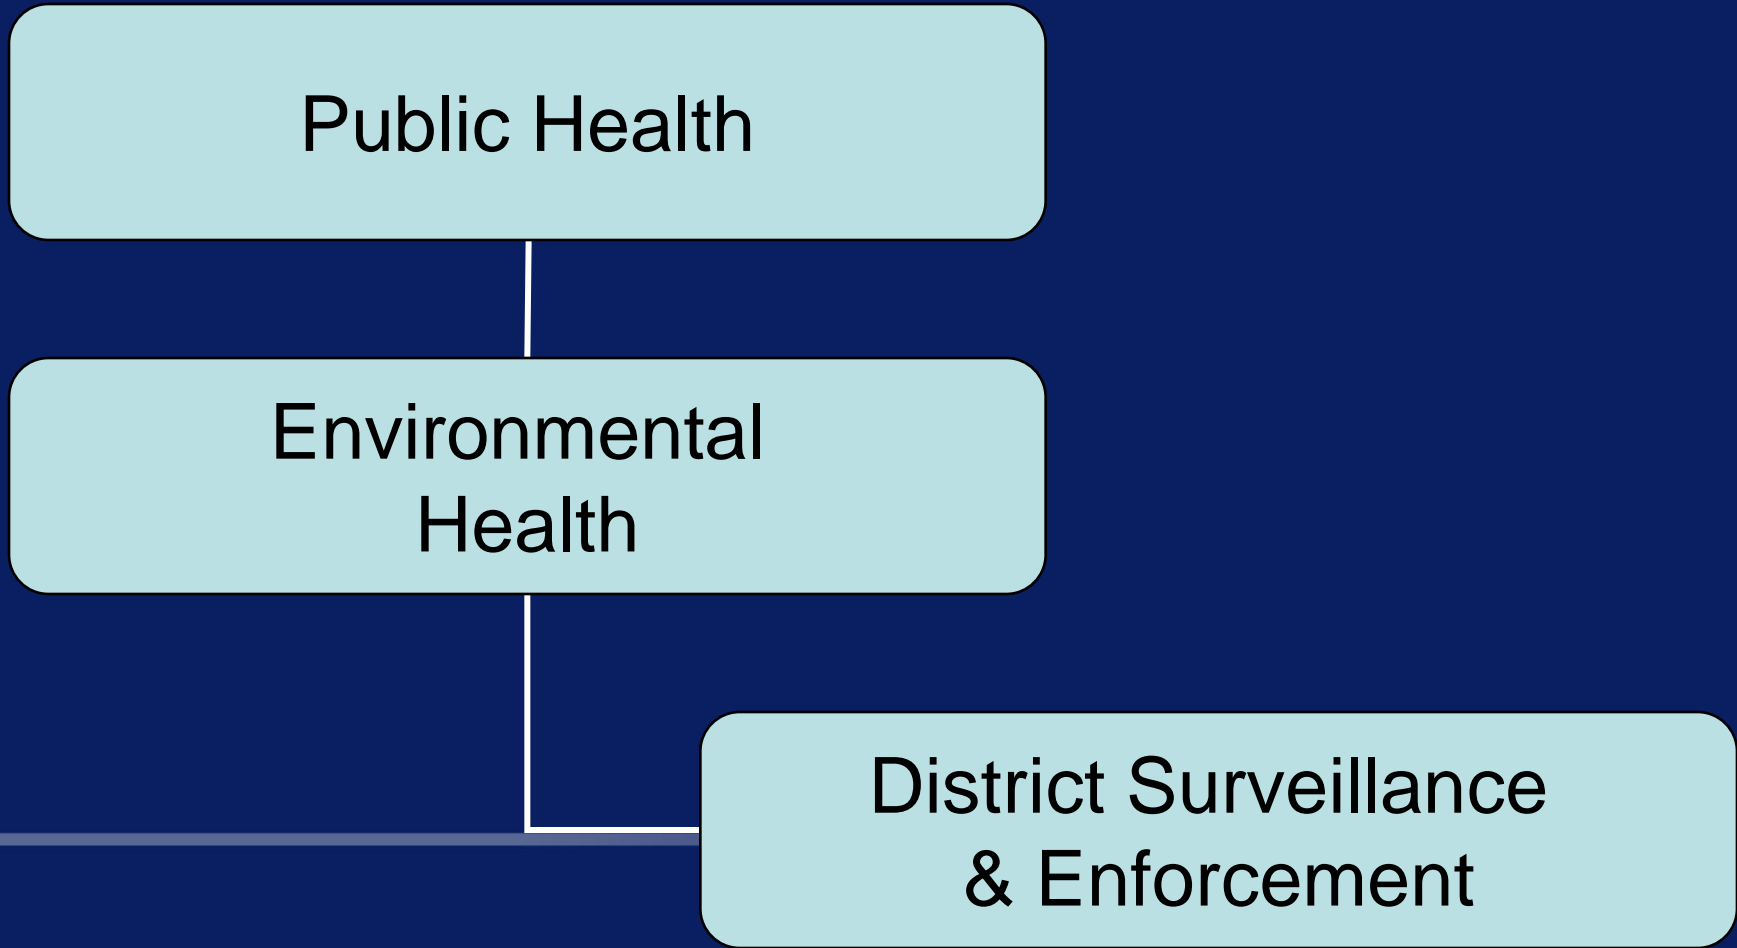 Public Health
Environmental
Health
District Surveillance
& Enforcement